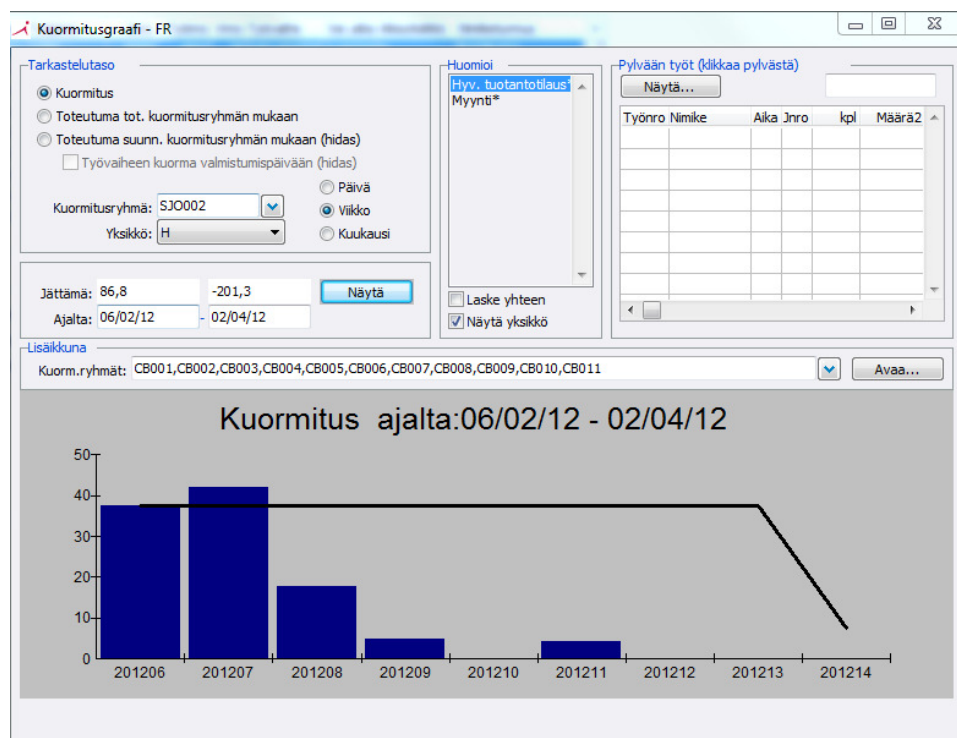 Kuormitusgraafi - FR
Tarkastelutaso
Kuormitus
Toteutuma tot. kuormitusryhmän mukaan
Toteutuma suunn. kuormitusryhmän mukaan (hidas)
Työvaiheen kuorma valmistumispäivään (hidas)
Kuormitusryhmä: SJO002
Yksikkö: H
Päivä
Viikko
Kuukausi
Jättämä: 86,8 -201,3 Näytä
Ajalta: 06/02/12 - 02/04/12
Huomioi
Hyv. tuotantotilaus*
Myynti*
Laske yhteen
Näytä yksikkö
Pylvään työt (klikkaa pylvästä)
Näytä...
Työnro Nimike Aika Jnro kpl Määrä2
Lisäikkuna
Kuorm.ryhmät: CB001,CB002,CB003,CB004,CB005,CB006,CB007,CB008,CB009,CB010,CB011 Avaa...
Kuormitus ajalta:06/02/12 - 02/04/12
50
40
30
20
10
0
201206 201207 201208 201209 201210 201211 201212 201213 201214